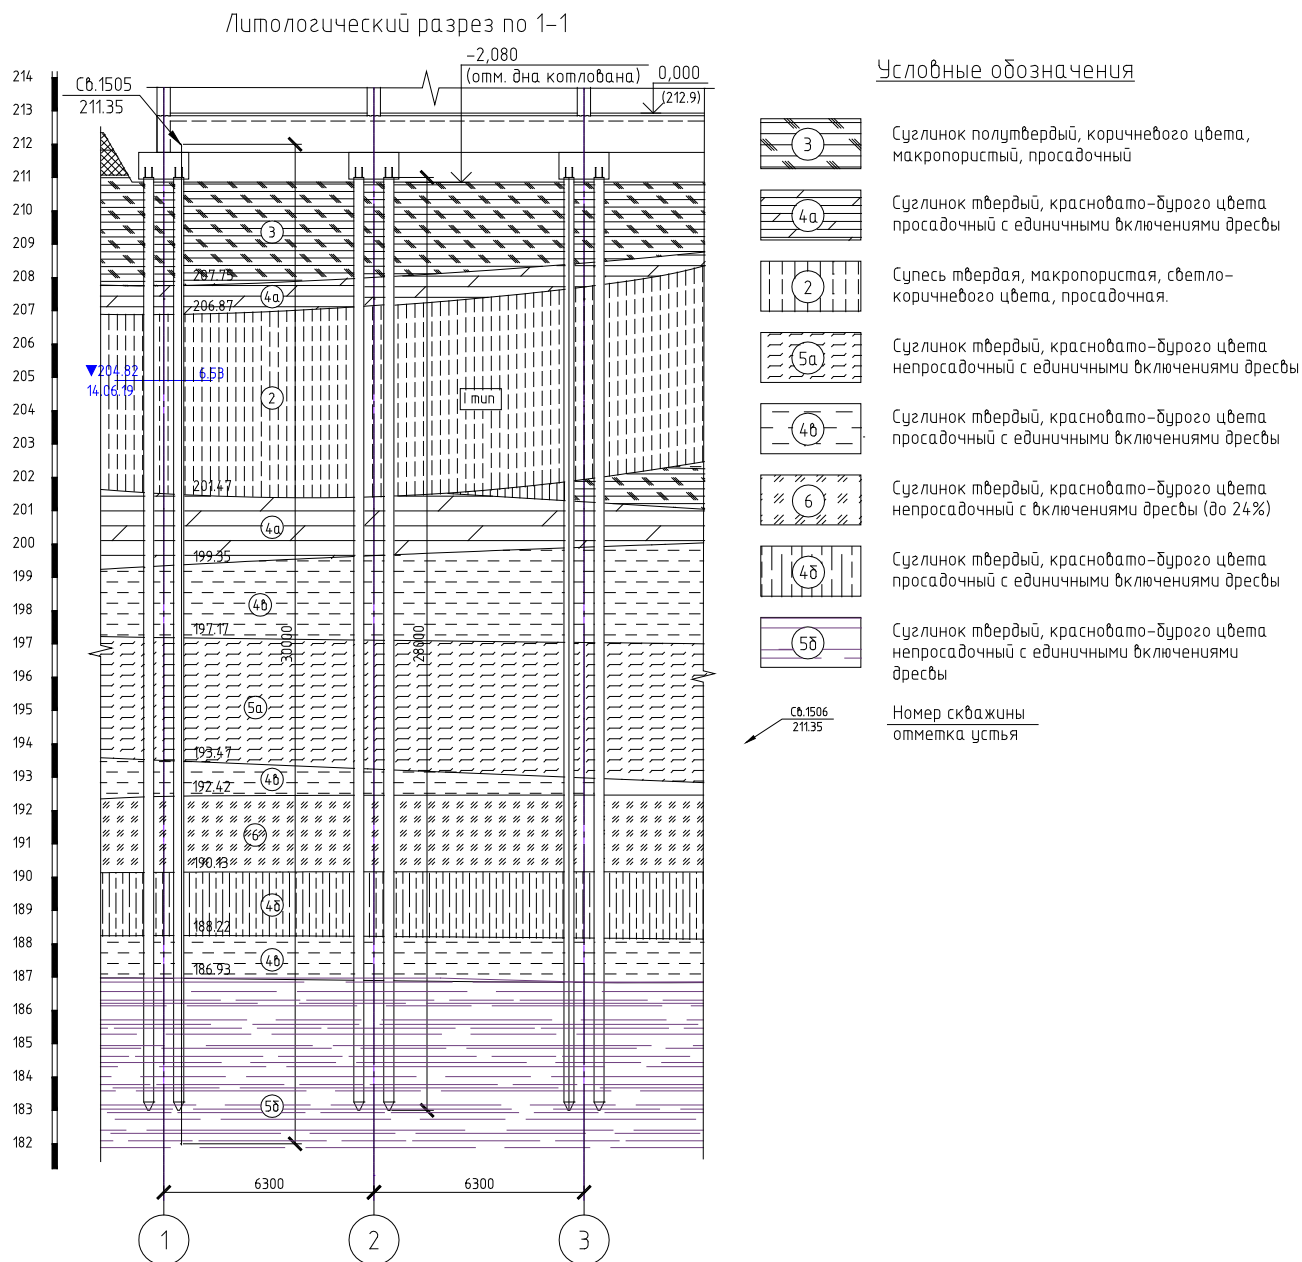 Литологический разрез по 1-1
-2,080
(отм. дна котлована)
0,000
(212.9)
Св.1505
211.35
214
213
212
211
210
209
208
207
206
205
204
203
202
201
200
199
198
197
196
195
194
193
192
191
190
189
188
187
186
185
184
183
182
3
207.75
4а
206.87
204.82
14.06.19
6.53
2
I тип
201.47
4а
199.35
4в
197.17
30000
28000
5а
193.47
4в
192.42
6
190.13
4б
188.22
4в
186.93
5б
6300
6300
1
2
3
Условные обозначения
3
Суглинок полутвердый, коричневого цвета,
макропористый, просадочный
4а
Суглинок твердый, красновато-бурого цвета
просадочный с единичными включениями дресвы
2
Супесь твердая, макропористая, светло-
коричневого цвета, просадочная.
5а
Суглинок твердый, красновато-бурого цвета
непросадочный с единичными включениями дресвы
4в
Суглинок твердый, красновато-бурого цвета
просадочный с единичными включениями дресвы
6
Суглинок твердый, красновато-бурого цвета
непросадочный с включениями дресвы (до 24%)
4б
Суглинок твердый, красновато-бурого цвета
просадочный с единичными включениями дресвы
5б
Суглинок твердый, красновато-бурого цвета
непросадочный с единичными включениями
дресвы
Св.1506
211.35
Номер скважины
отметка устья